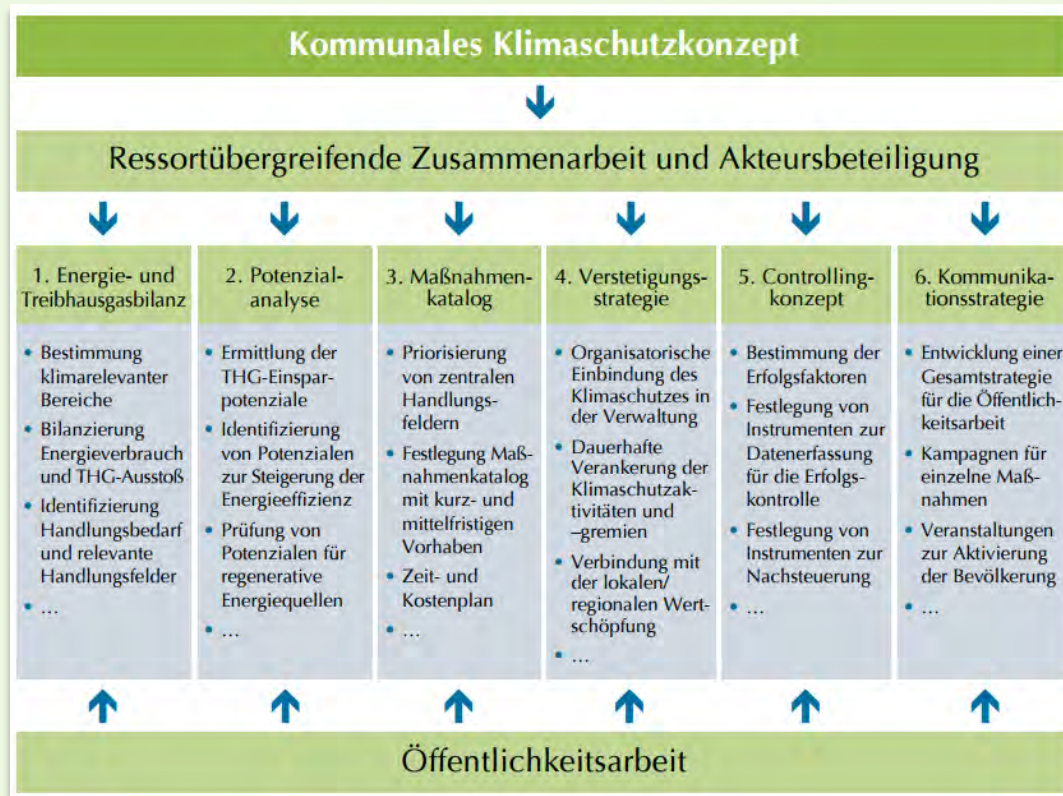 Kommunales Klimaschutzkonzept
Ressortübergreifende Zusammenarbeit und Akteursbeteiligung
1. Energie- und
Treibhausgasbilanz
• Bestimmung
klimarelevanter
Bereiche
• Bilanzierung
Energieverbrauch
und THG-Ausstoß
• Identifizierung
Handlungsbedarf
und relevante
Handlungsfelder
• ...
2. Potenzial-
analyse
• Ermittlung der
THG-Einspar-
potenziale
• Identifizierung
von Potenzialen
zur Steigerung der
Energieeffizienz
• Prüfung von
Potenzialen für
regenerative
Energiequellen
• ...
3. Maßnahmen-
katalog
• Priorisierung
von zentralen
Handlungs-
feldern
• Festlegung Maß-
nahmenkatalog
mit kurz- und
mittelfristigen
Vorhaben
• Zeit- und
Kostenplan
• ...
4. Verstetigungs-
strategie
• Organisatorische
Einbindung des
Klimaschutzes in
der Verwaltung
• Dauerhafte
Verankerung der
Klimaschutzak-
tivitäten und
–gremien
• Verbindung mit
der lokalen/
regionalen Wert-
schöpfung
• ...
5. Controlling-
konzept
• Bestimmung der
Erfolgsfaktoren
• Festlegung von
Instrumenten zur
Datenerfassung
für die Erfolgs-
kontrolle
• Festlegung von
Instrumenten zur
Nachsteuerung
• ...
6. Kommunika-
tionsstrategie
• Entwicklung einer
Gesamtstrategie
für die Öffentlich-
keitsarbeit
• Kampagnen für
einzelne Maß-
nahmen
• Veranstaltungen
zur Aktivierung
der Bevölkerung
• ...
Öffentlichkeitsarbeit